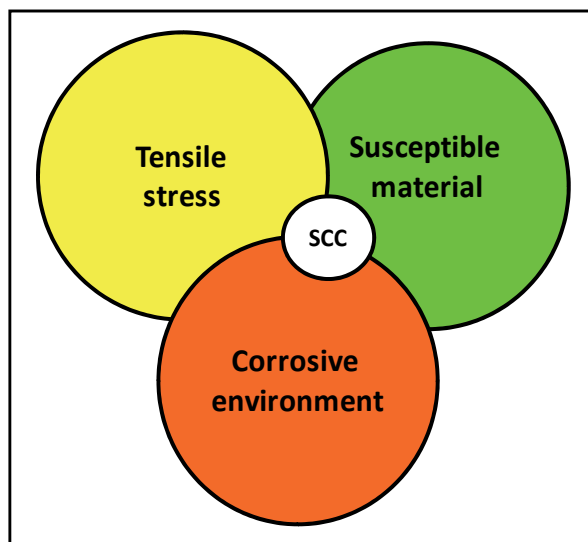 Tensile
stress
Susceptible
material
SCC
Corrosive
environment